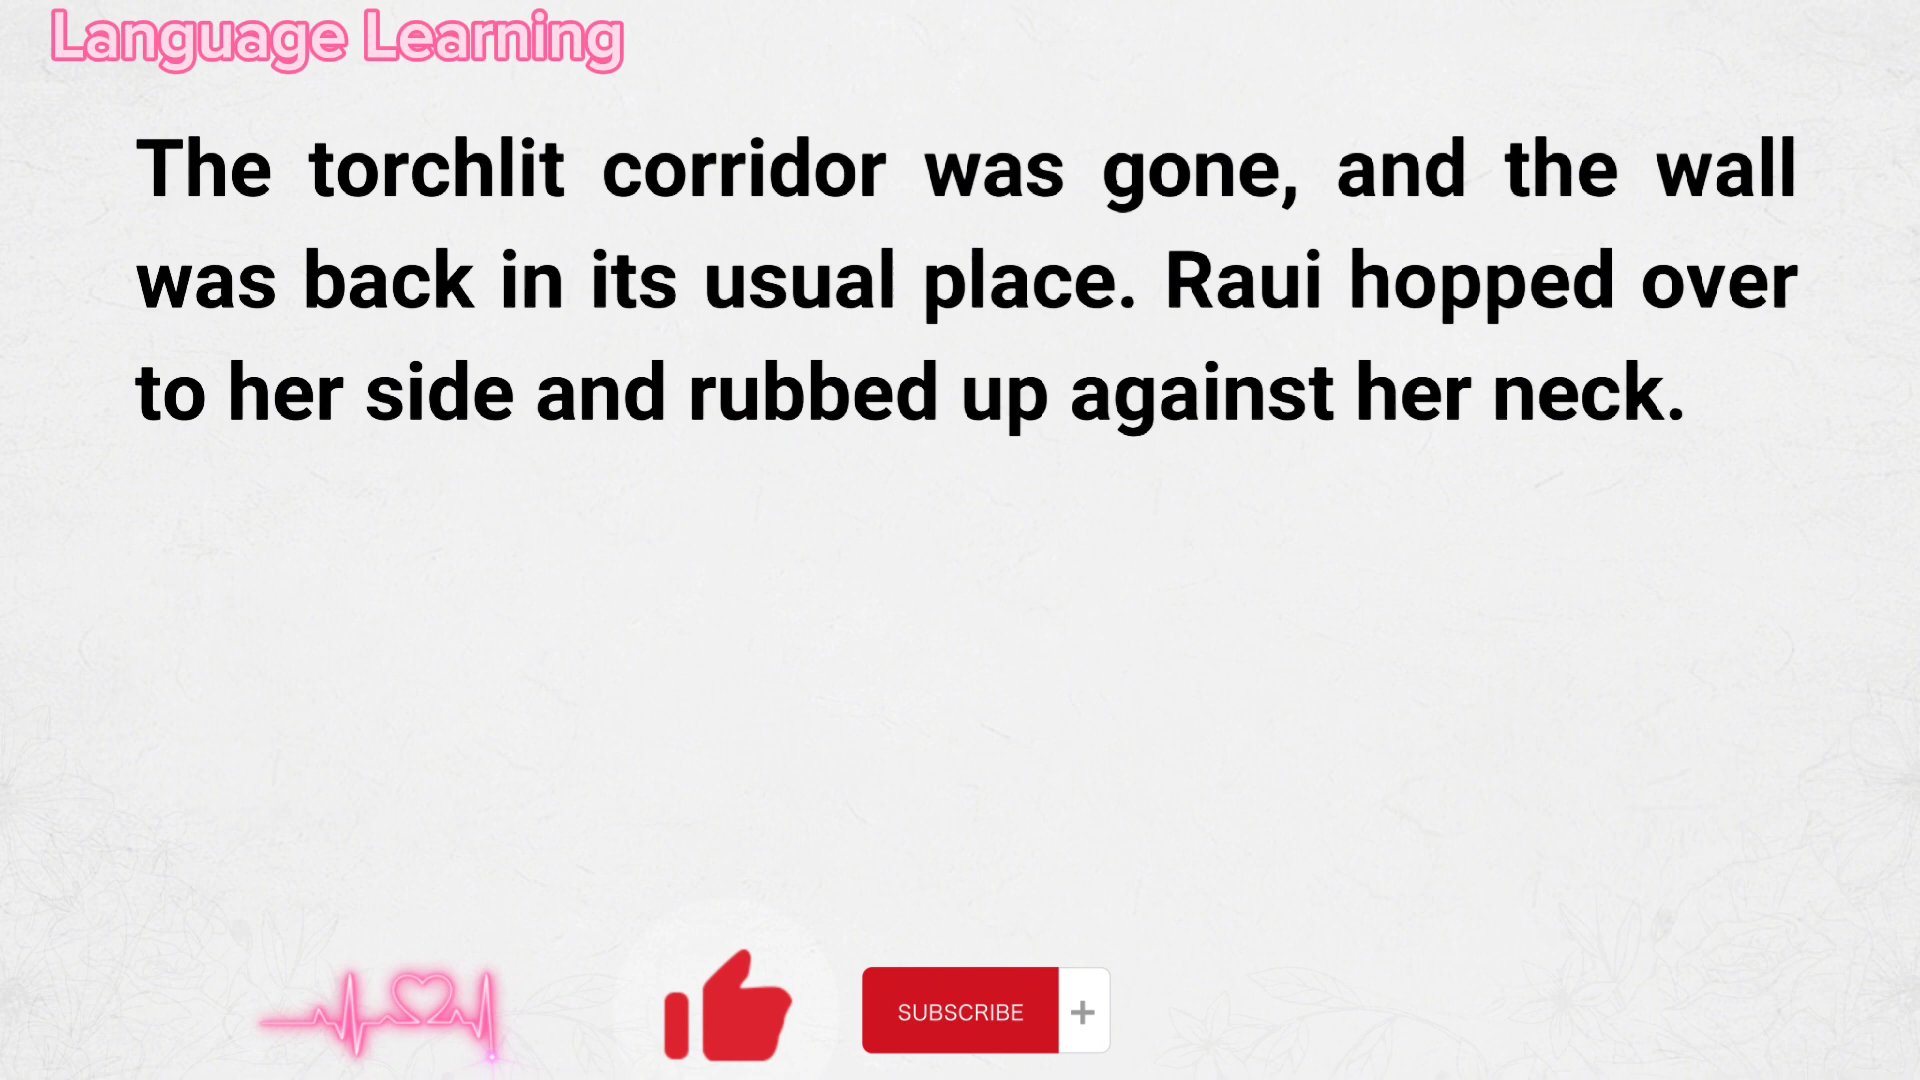 Language Learning
The torchlit corridor was gone, and the wall
was back in its usual place. Raui hopped over
to her side and rubbed up against her neck.
SUBSCRIBE +